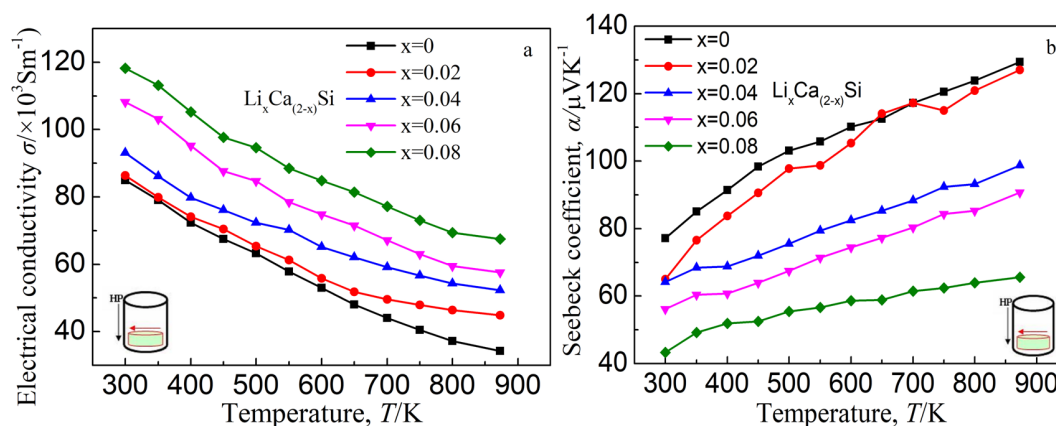 Electrical conductivity σ/×10³Sm⁻¹
120
100
80
60
40
300 400 500 600 700 800 900
Temperature, T/K
a
x=0
x=0.02
x=0.04
x=0.06
x=0.08
LiₓCa₍₂₋ₓ₎Si
HP
Seebeck coefficient, α/μVK⁻¹
140
120
100
80
60
40
300 400 500 600 700 800 900
Temperature, T/K
b
x=0
x=0.02
x=0.04
x=0.06
x=0.08
LiₓCa₍₂₋ₓ₎Si
HP